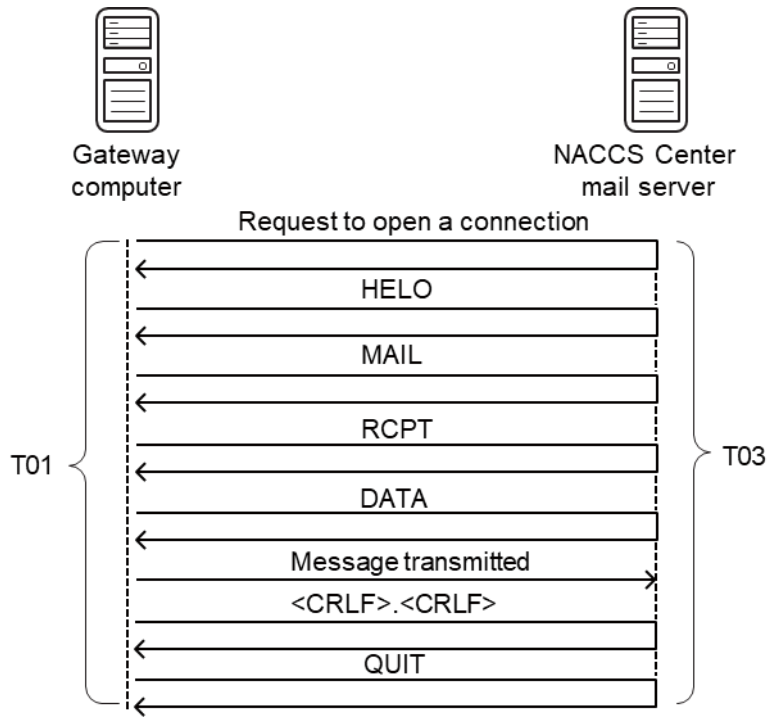 Gateway
computer
NACCS Center
mail server
Request to open a connection
HELO
MAIL
RCPT
T01
T03
DATA
Message transmitted
<CRLF>.<CRLF>
QUIT